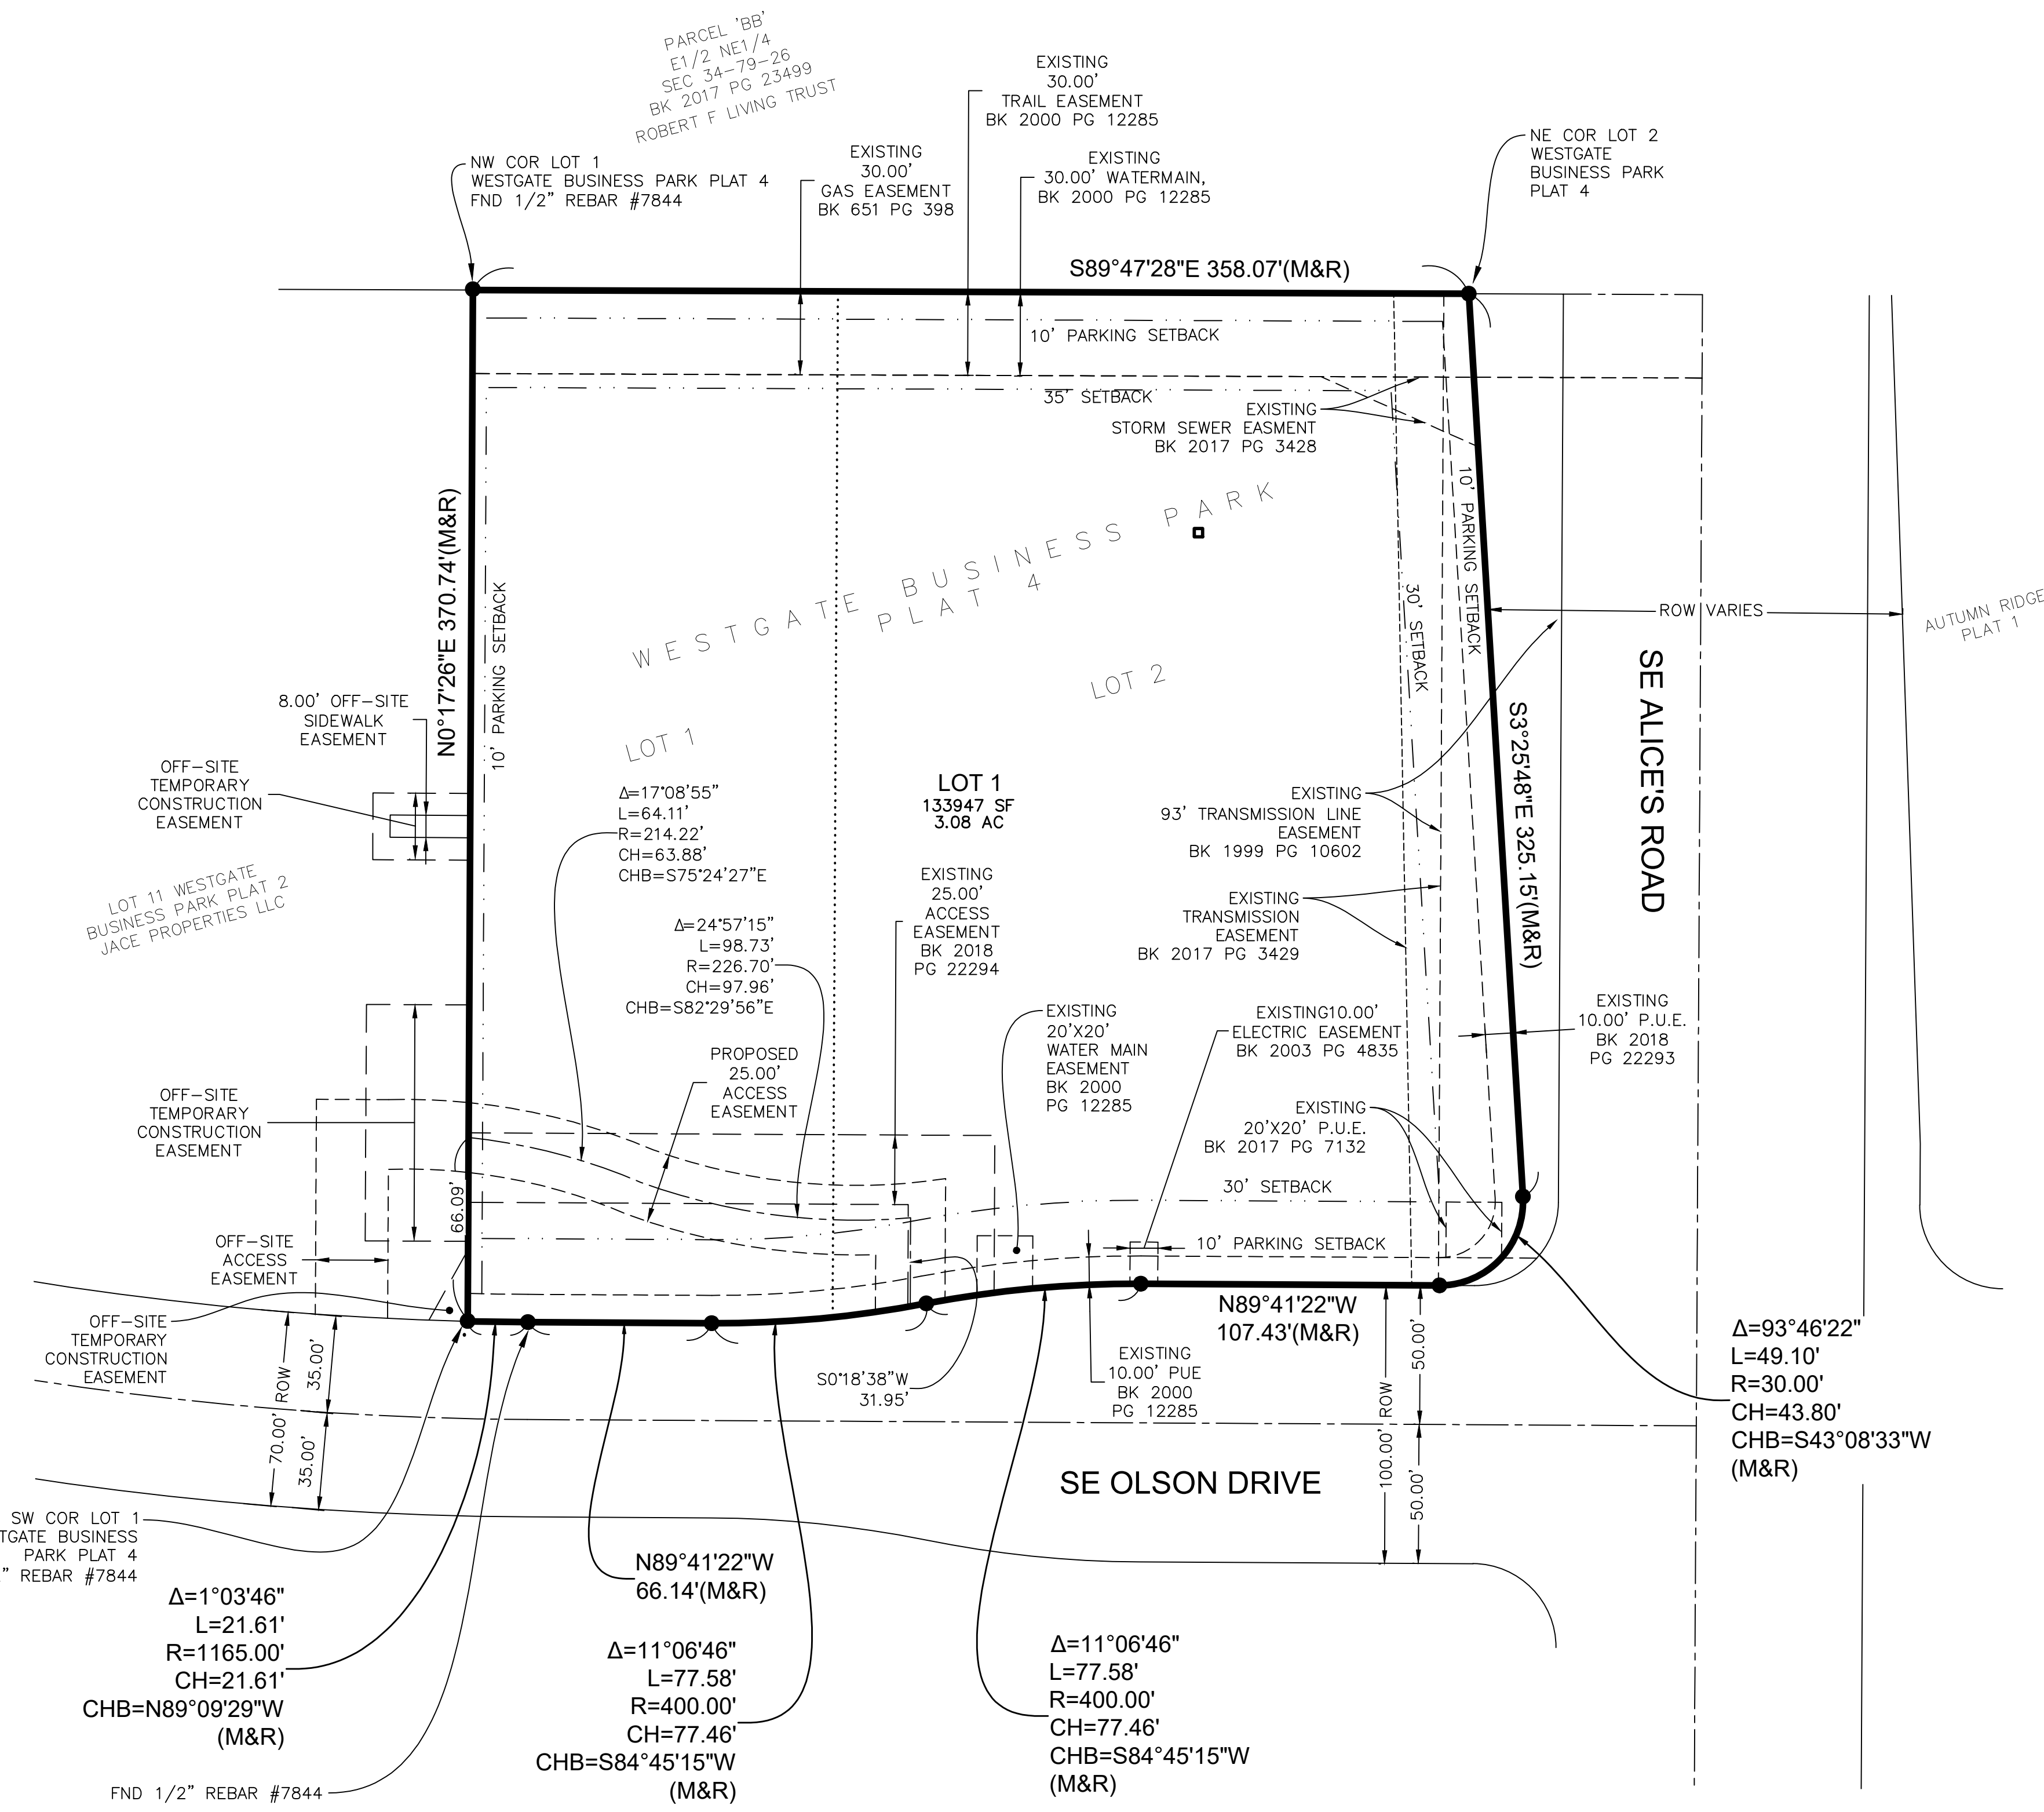 PARCEL 'BB'
E1/2 NE1/4
SEC 34-79-26
BK 2017 PG 23499
ROBERT F LIVING TRUST
EXISTING
30.00'
TRAIL EASEMENT
BK 2000 PG 12285
NW COR LOT 1
WESTGATE BUSINESS PARK PLAT 4
FND 1/2" REBAR #7844
EXISTING
30.00'
GAS EASEMENT
BK 651 PG 398
EXISTING
30.00' WATERMAIN,
BK 2000 PG 12285
NE COR LOT 2
WESTGATE
BUSINESS PARK
PLAT 4
S89°47'28"E 358.07'(M&R)
10' PARKING SETBACK
35' SETBACK
EXISTING
STORM SEWER EASMENT
BK 2017 PG 3428
N0°17'26"E 370.74'(M&R)
10' PARKING SETBACK
WESTGATE BUSINESS PARK
PLAT 4
LOT 1
LOT 2
10' PARKING SETBACK
30' SETBACK
ROW VARIES
AUTUMN RIDGE
PLAT 1
SE ALICE'S ROAD
S3°25'48"E 325.15'(M&R)
8.00' OFF-SITE
SIDEWALK
EASEMENT
OFF-SITE
TEMPORARY
CONSTRUCTION
EASEMENT
LOT 11 WESTGATE
BUSINESS PARK PLAT 2
JACE PROPERTIES LLC
Δ=17°08'55"
L=64.11'
R=214.22'
CH=63.88'
CHB=S75°24'27"E
LOT 1
133947 SF
3.08 AC
EXISTING
93' TRANSMISSION LINE
EASEMENT
BK 1999 PG 10602
Δ=24°57'15"
L=98.73'
R=226.70'
CH=97.96'
CHB=S82°29'56"E
EXISTING
25.00'
ACCESS
EASEMENT
BK 2018
PG 22294
EXISTING
TRANSMISSION
EASEMENT
BK 2017 PG 3429
PROPOSED
25.00'
ACCESS
EASEMENT
EXISTING
20'X20'
WATER MAIN
EASEMENT
BK 2000
PG 12285
EXISTING10.00'
ELECTRIC EASEMENT
BK 2003 PG 4835
EXISTING
10.00' P.U.E.
BK 2018
PG 22293
EXISTING
20'X20' P.U.E.
BK 2017 PG 7132
OFF-SITE
TEMPORARY
CONSTRUCTION
EASEMENT
66.09'
30' SETBACK
10' PARKING SETBACK
OFF-SITE
ACCESS
EASEMENT
OFF-SITE
TEMPORARY
CONSTRUCTION
EASEMENT
70.00' ROW
35.00'
35.00'
S0°18'38"W
31.95'
EXISTING
10.00' PUE
BK 2000
PG 12285
N89°41'22"W
107.43'(M&R)
100.00' ROW
50.00'
50.00'
Δ=93°46'22"
L=49.10'
R=30.00'
CH=43.80'
CHB=S43°08'33"W
(M&R)
SE OLSON DRIVE
SW COR LOT 1
TGATE BUSINESS
PARK PLAT 4
" REBAR #7844
Δ=1°03'46"
L=21.61'
R=1165.00'
CH=21.61'
CHB=N89°09'29"W
(M&R)
FND 1/2" REBAR #7844
N89°41'22"W
66.14'(M&R)
Δ=11°06'46"
L=77.58'
R=400.00'
CH=77.46'
CHB=S84°45'15"W
(M&R)
Δ=11°06'46"
L=77.58'
R=400.00'
CH=77.46'
CHB=S84°45'15"W
(M&R)